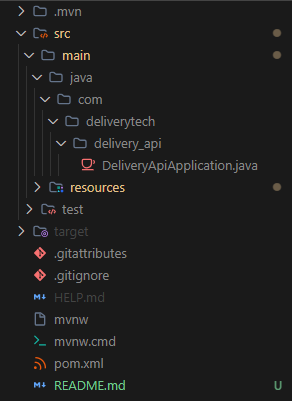 .mvn
src
main
java
com
deliverytech
delivery_api
DeliveryApiApplication.java
resources
test
target
.gitattributes
.gitignore
HELP.md
mvnw
mvnw.cmd
pom.xml
README.md U